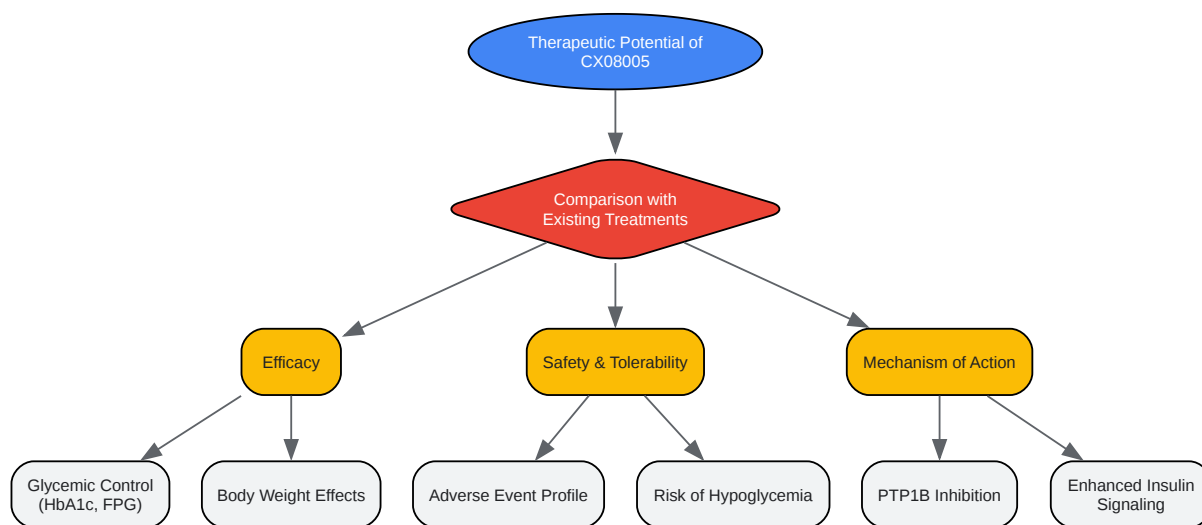 Therapeutic Potential of
CX08005
Comparison with
Existing Treatments
Efficacy
Safety & Tolerability
Mechanism of Action
Glycemic Control
(HbA1c, FPG)
Body Weight Effects
Adverse Event Profile
Risk of Hypoglycemia
PTP1B Inhibition
Enhanced Insulin
Signaling